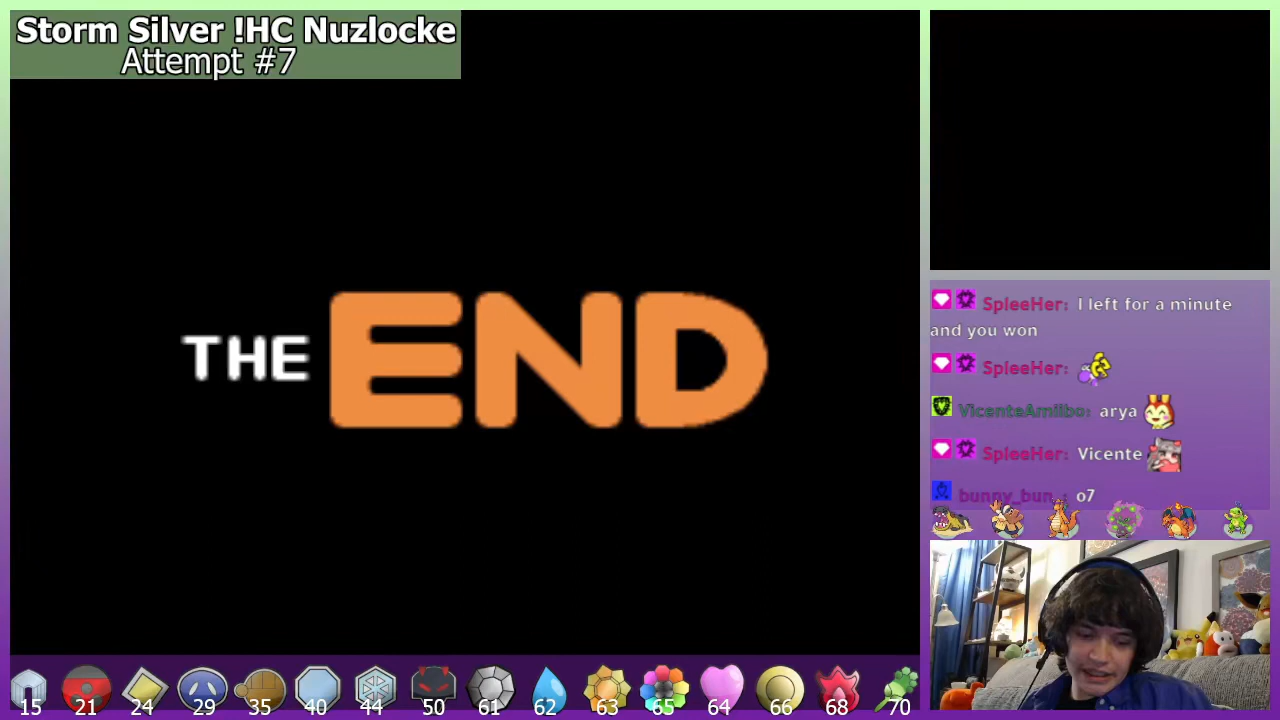 Storm Silver !HC Nuzlocke
Attempt #7
THE END
SpleeHer: I left for a minute
and you won
SpleeHer:
VicenteAmiibo: arya
SpleeHer: Vicente
bunny_bun_: o7
15 21 24 29 35 40 44 50 61 62 63 65 64 66 68 70